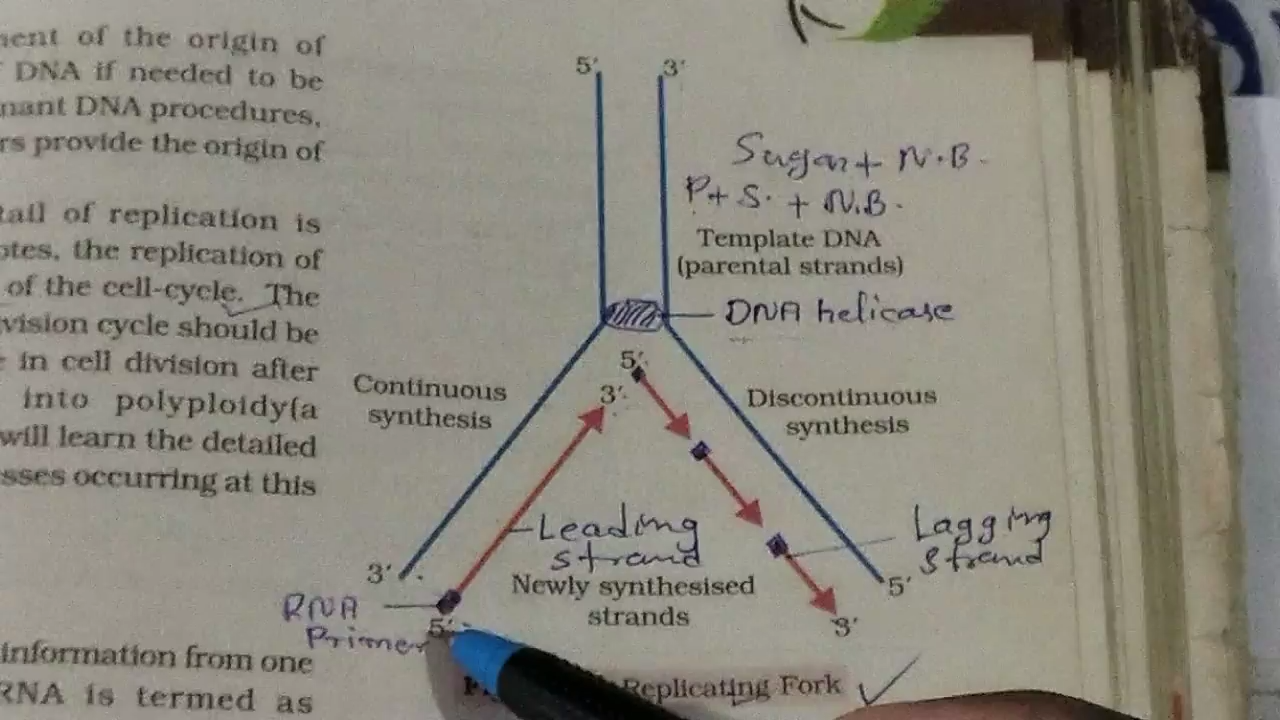 ent of the origin of
DNA if needed to be
nant DNA procedures,
rs provide the origin of
tail of replication is
otes, the replication of
of the cell-cycle. The
vision cycle should be
in cell division after
into polyploidy(a
will learn the detailed
sses occurring at this
information from one
RNA is termed as
5′ 3′
Sugar + N.B.
P + S. + N.B.
Template DNA
(parental strands)
DNA helicase
5′
3′
Continuous
synthesis
Discontinuous
synthesis
Leading
strand
Lagging
strand
3′
5′
Newly synthesised
strands
RNA
Primer
5′
3′
Replicating Fork